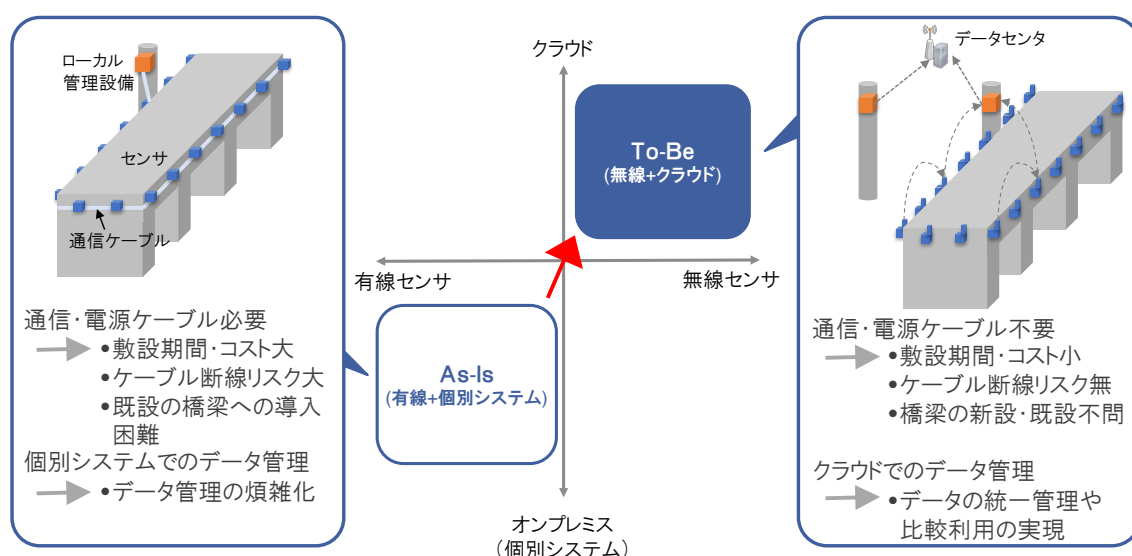 ローカル
管理設備
センサ
通信ケーブル
通信・電源ケーブル必要
•敷設期間・コスト大
•ケーブル断線リスク大
•既設の橋梁への導入
困難
個別システムでのデータ管理
•データ管理の煩雑化
クラウド
To-Be
(無線+クラウド)
有線センサ
無線センサ
As-Is
(有線+個別システム)
オンプレミス
(個別システム)
データセンタ
通信・電源ケーブル不要
•敷設期間・コスト小
•ケーブル断線リスク無
•橋梁の新設・既設不問
クラウドでのデータ管理
•データの統一管理や
比較利用の実現